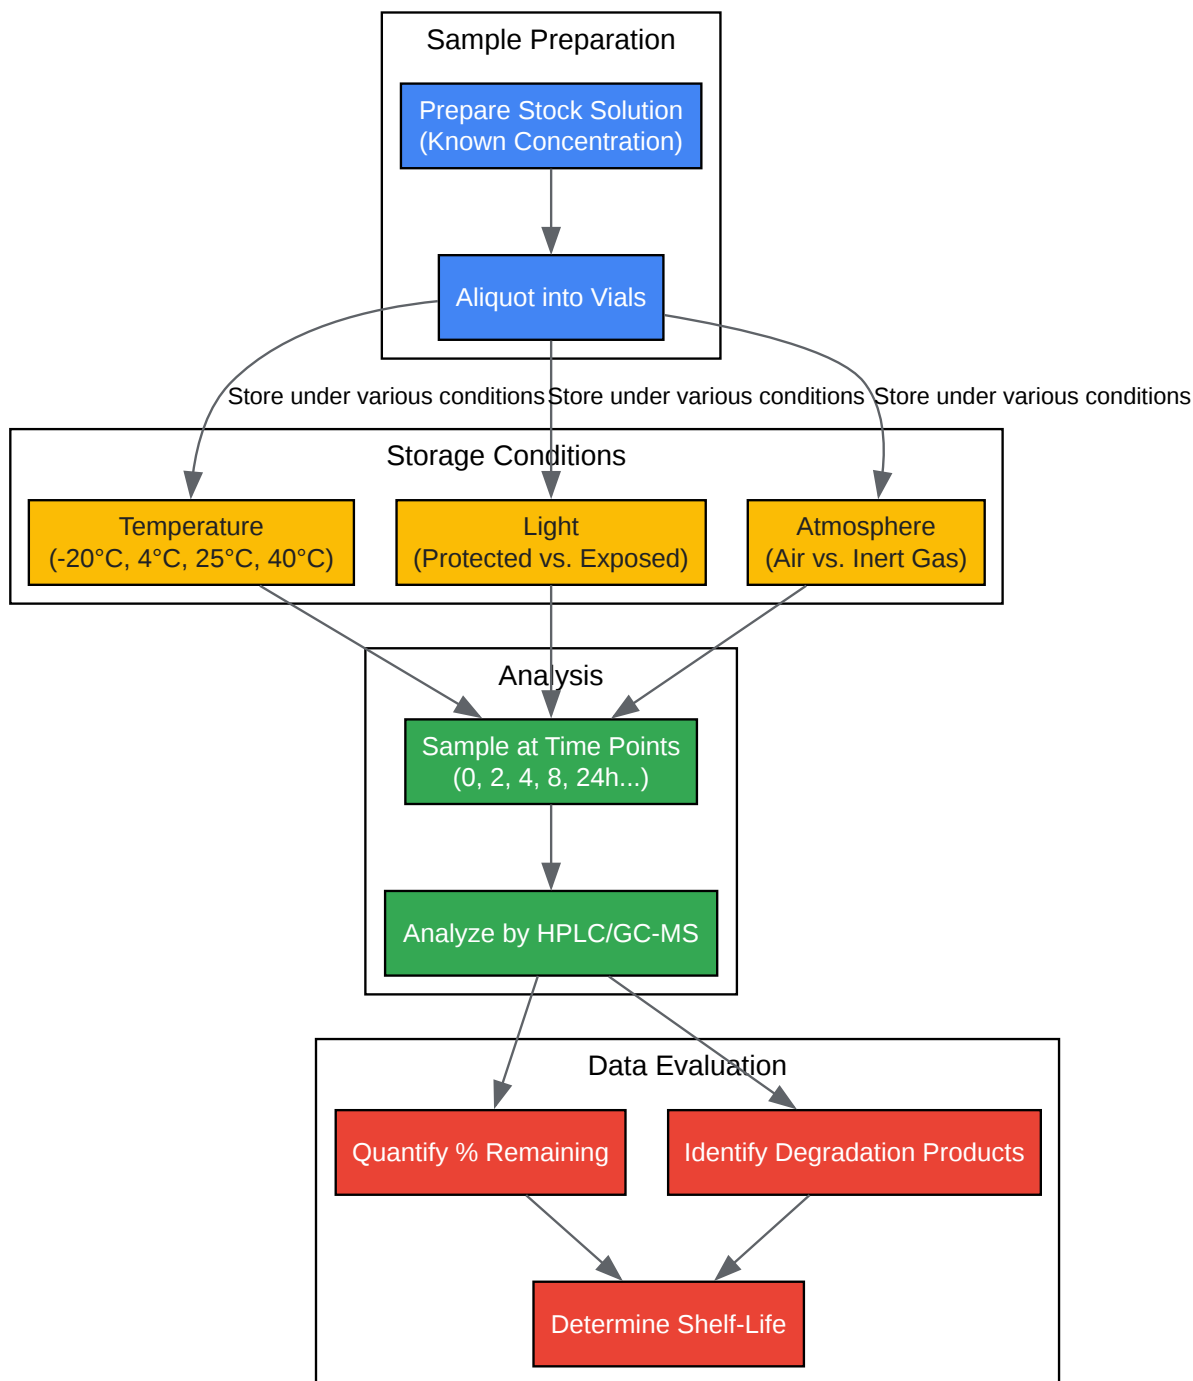 Sample Preparation
Prepare Stock Solution
(Known Concentration)
Aliquot into Vials
Store under various conditions
Store under various conditions
Store under various conditions
Storage Conditions
Temperature
(-20°C, 4°C, 25°C, 40°C)
Light
(Protected vs. Exposed)
Atmosphere
(Air vs. Inert Gas)
Analysis
Sample at Time Points
(0, 2, 4, 8, 24h...)
Analyze by HPLC/GC-MS
Data Evaluation
Quantify % Remaining
Identify Degradation Products
Determine Shelf-Life